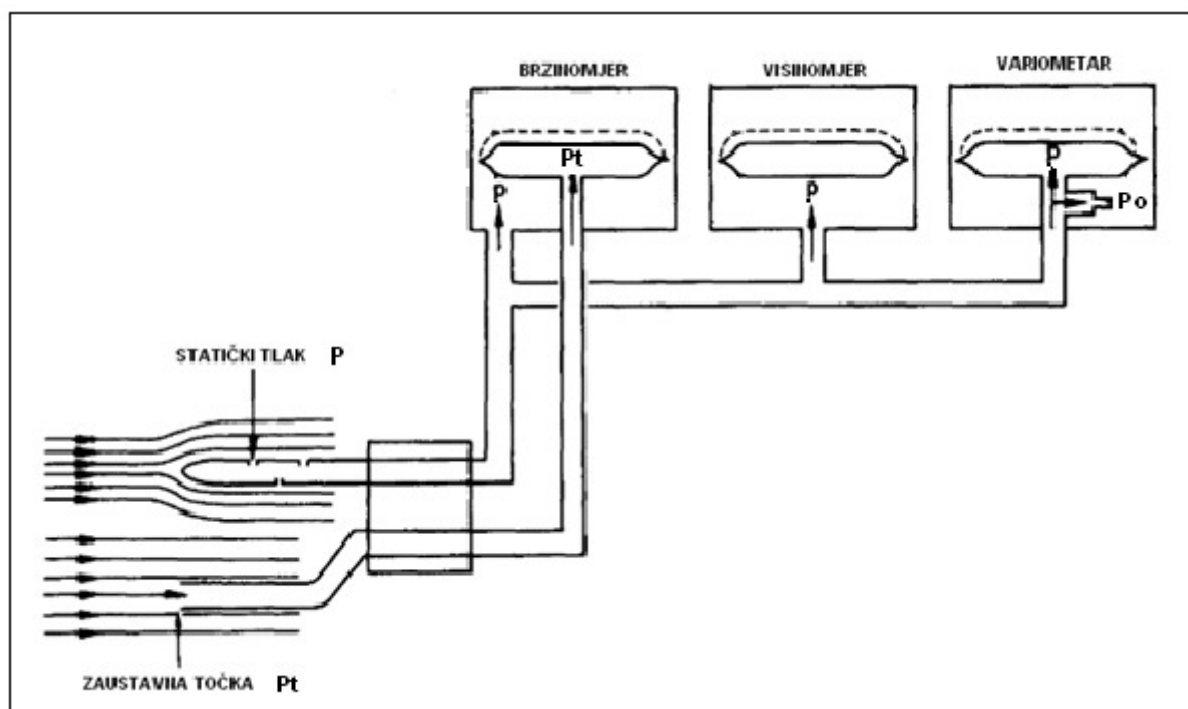 BRZINOMJER
VISINOMJER
VARIOMETAR
Pt
P
P
P
Po
STATIČKI TLAK P
ZAUSTAVNA TOČKA Pt